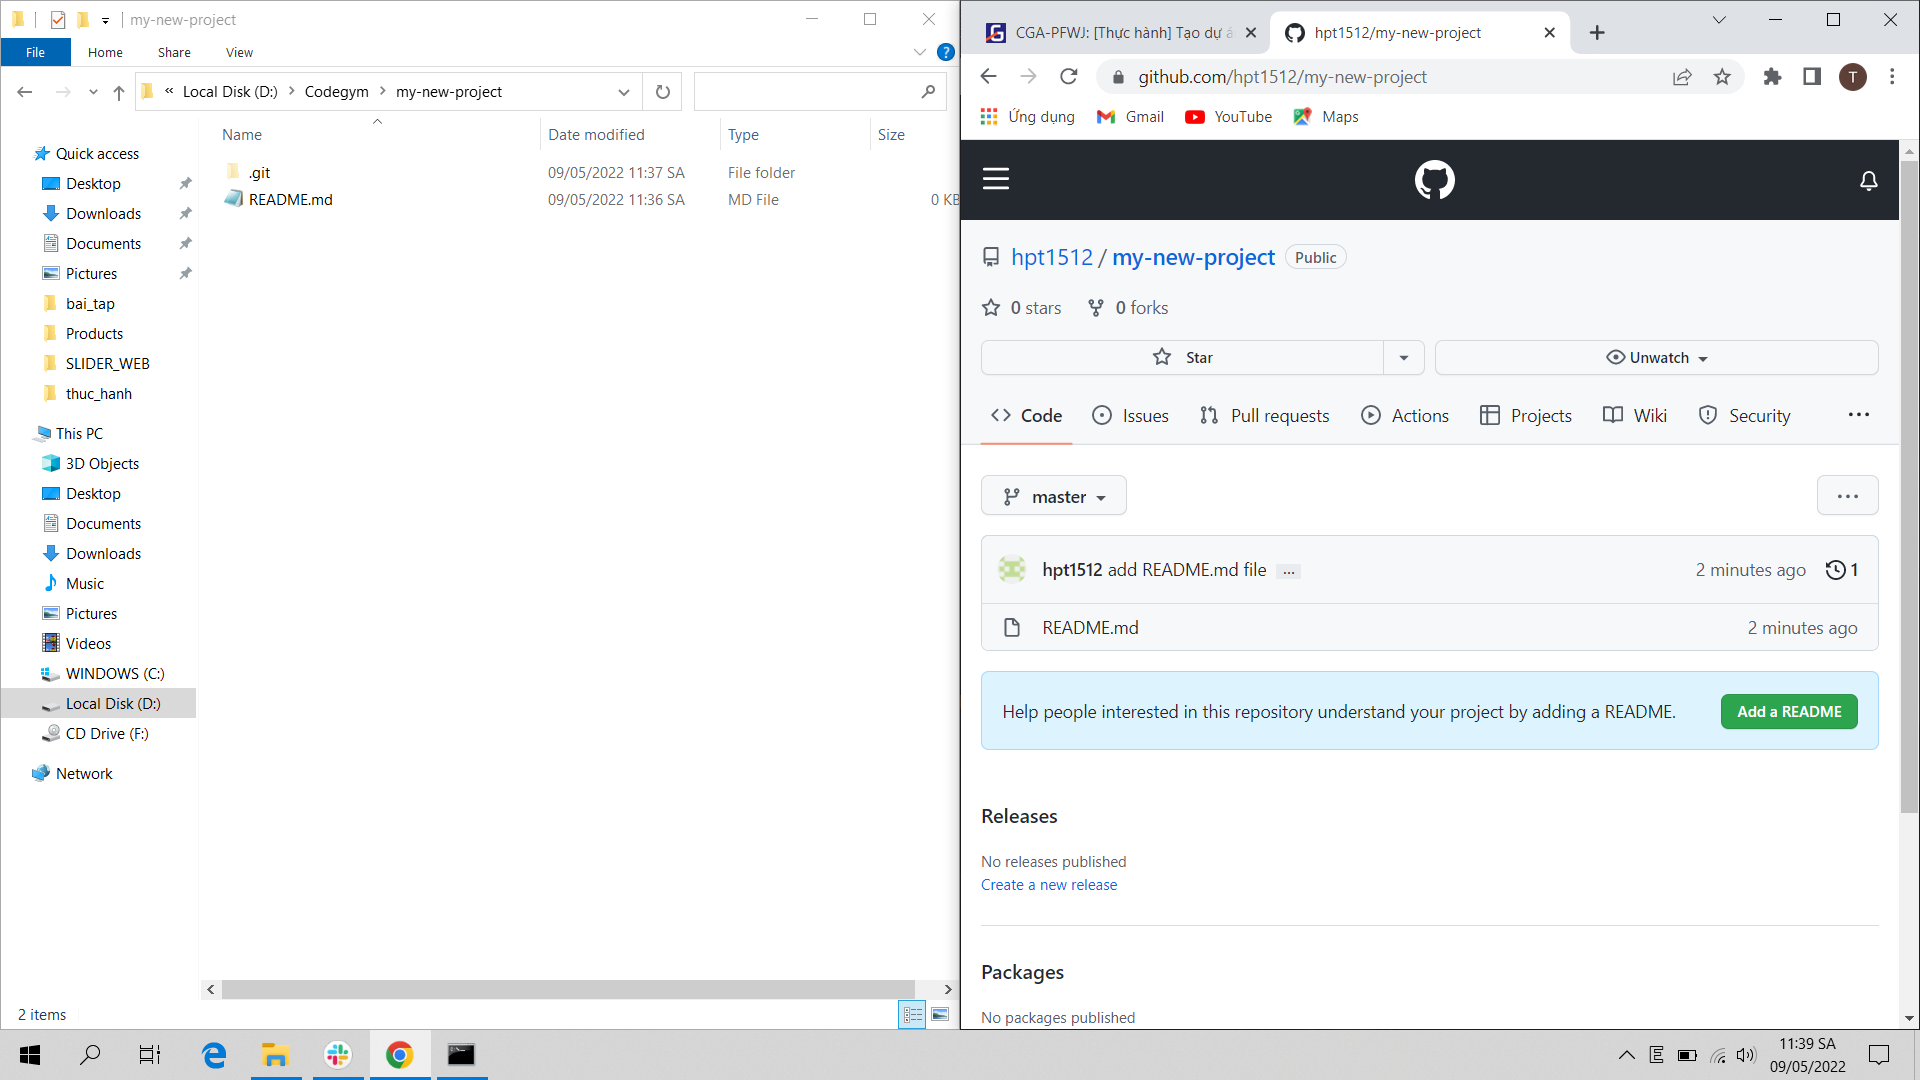 my-new-project
File
Home
Share
View
« Local Disk (D:) > Codegym > my-new-project
Name
Date modified
Type
Size
.git
09/05/2022 11:37 SA
File folder
README.md
09/05/2022 11:36 SA
MD File
0 KB
Quick access
Desktop
Downloads
Documents
Pictures
bai_tap
Products
SLIDER_WEB
thuc_hanh
This PC
3D Objects
Desktop
Documents
Downloads
Music
Pictures
Videos
WINDOWS (C:)
Local Disk (D:)
CD Drive (F:)
Network
2 items
CGA-PFWJ: [Thực hành] Tạo dự á
hpt1512/my-new-project
github.com/hpt1512/my-new-project
T
Ứng dụng
Gmail
YouTube
Maps
hpt1512 / my-new-project
Public
0 stars
0 forks
Star
Unwatch
Code
Issues
Pull requests
Actions
Projects
Wiki
Security
master
hpt1512 add README.md file ...
2 minutes ago
1
README.md
2 minutes ago
Help people interested in this repository understand your project by adding a README.
Add a README
Releases
No releases published
Create a new release
Packages
No packages published
E
11:39 SA
09/05/2022